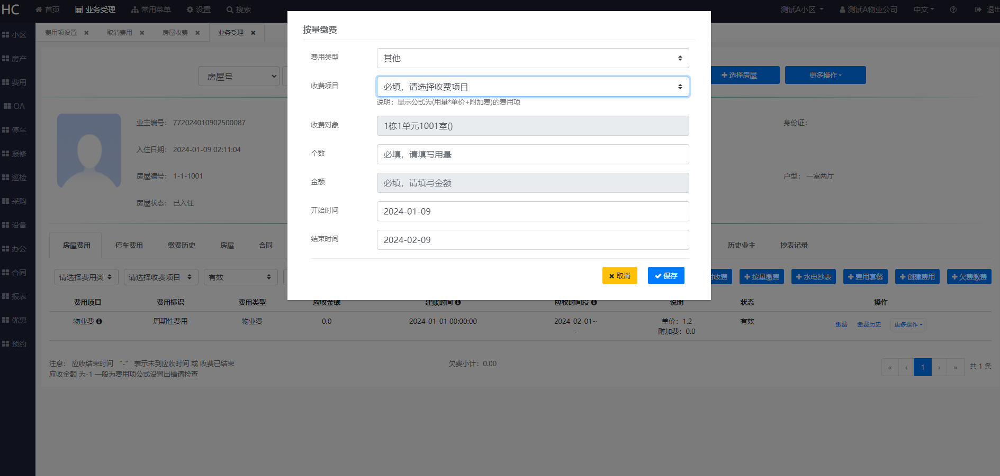 HC 首页 业务受理 常用菜单 设置 搜索 测试A小区 测试A物业公司 中文 退出
费用项设置 取消费用 房屋收费 业务受理
小区
房产
费用
OA
停车
报修
巡检
采购
设备
办公
合同
报表
优惠
预约
房屋号 选择房屋 更多操作
业主编号： 772024010902500087 身份证：
入住日期： 2024-01-09 02:11:04
房屋编号： 1-1-1001 户型： 一室两厅
房屋状态： 已入住
按量缴费
费用类型 其他
收费项目 必填，请选择收费项目
说明：显示公式为(用量*单价+附加费)的费用项
收费对象 1栋1单元1001室()
个数 必填，请填写用量
金额 必填，请填写金额
开始时间 2024-01-09
结束时间 2024-02-09
取消 保存
房屋费用 停车费用 缴费历史 房屋 合同 历史业主 抄表记录
请选择费用类 请选择收费项目 有效 收费 按量缴费 水电抄表 费用套餐 创建费用 欠费缴费
费用项目 费用标识 费用类型 应收金额 建账时间 应收时间段 说明 状态 操作
物业费 周期性费用 物业费 0.0 2024-01-01 00:00:00 2024-02-01~ 单价：1.2 有效 缴费 缴费历史 更多操作
- 附加费：0.0
注意： 应收结束时间 “-” 表示未到应收时间 或 收费已结束 欠费小计：0.00
应收金额 为-1 一般为费用项公式设置出错请检查
« ‹ 1 › » 共 1 条